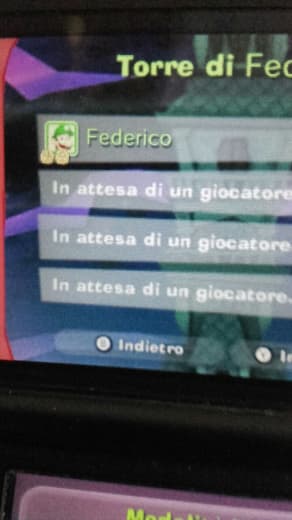 Torre di Fe
Federico
In attesa di un giocatore
In attesa di un giocatore
In attesa di un giocatore.
B Indietro
Y